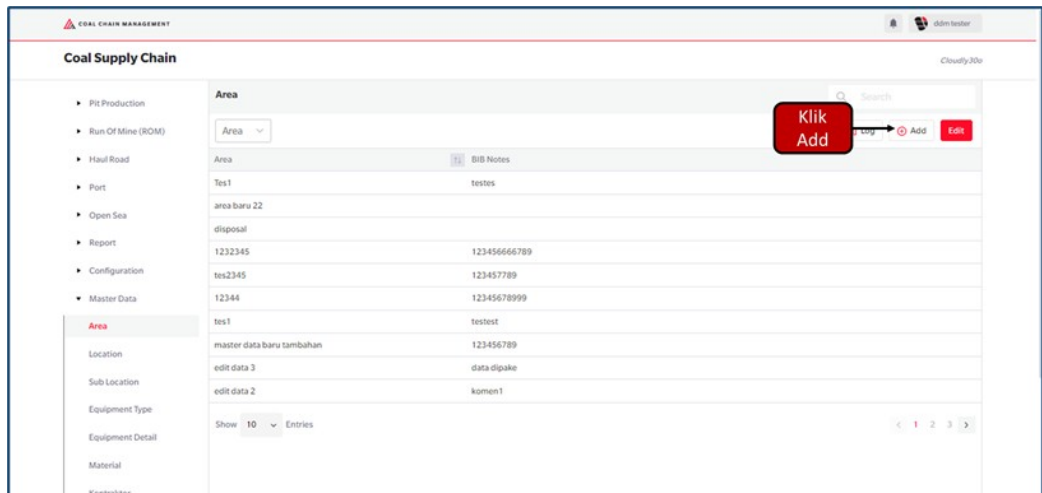 COAL CHAIN MANAGEMENT
ddm tester
Coal Supply Chain
Cloudly30o
Pit Production
Run Of Mine (ROM)
Haul Road
Port
Open Sea
Report
Configuration
Master Data
Area
Location
Sub Location
Equipment Type
Equipment Detail
Material
Kontraktor
Area
Search
Area
Klik
Add
Log
Add
Edit
Area BIB Notes
Tes1 testes
area baru 22
disposal
1232345 123456666789
tes2345 123457789
12344 12345678999
tes1 testest
master data baru tambahan 123456789
edit data 3 data dipake
edit data 2 komen1
Show 10 Entries
< 1 2 3 >